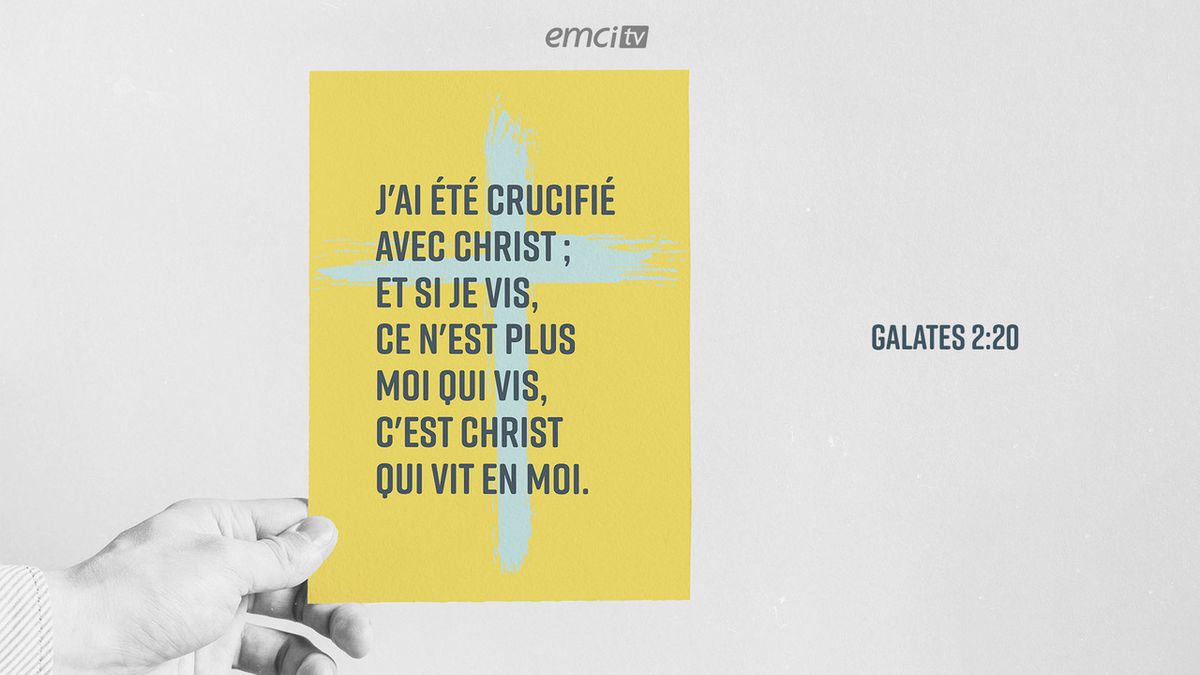 emci tv
J'AI ÉTÉ CRUCIFIÉ
AVEC CHRIST ;
ET SI JE VIS,
CE N'EST PLUS
MOI QUI VIS,
C'EST CHRIST
QUI VIT EN MOI.
GALATES 2:20